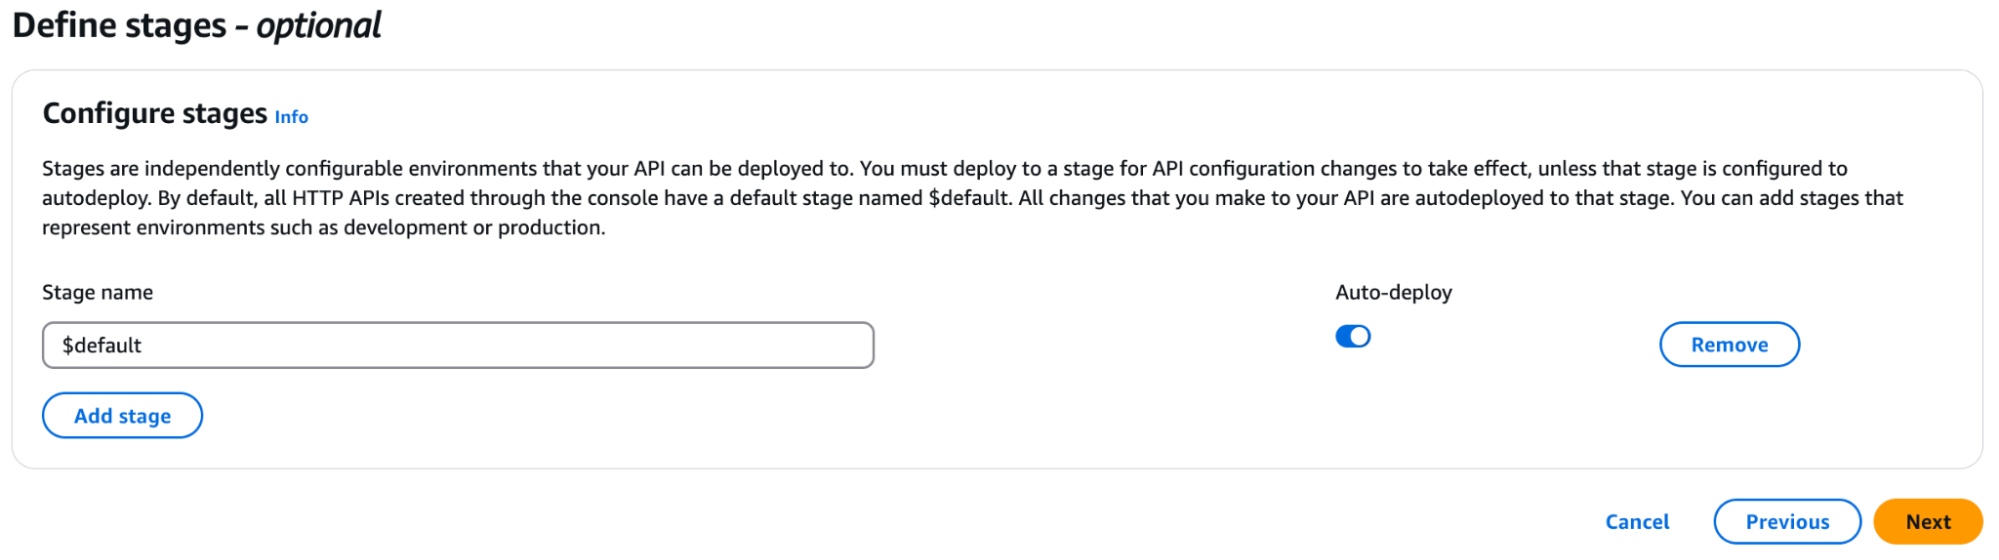 Define stages - optional
Configure stages Info
Stages are independently configurable environments that your API can be deployed to. You must deploy to a stage for API configuration changes to take effect, unless that stage is configured to
autodeploy. By default, all HTTP APIs created through the console have a default stage named $default. All changes that you make to your API are autodeployed to that stage. You can add stages that
represent environments such as development or production.
Stage name Auto-deploy
$default Remove
Add stage
Cancel Previous Next